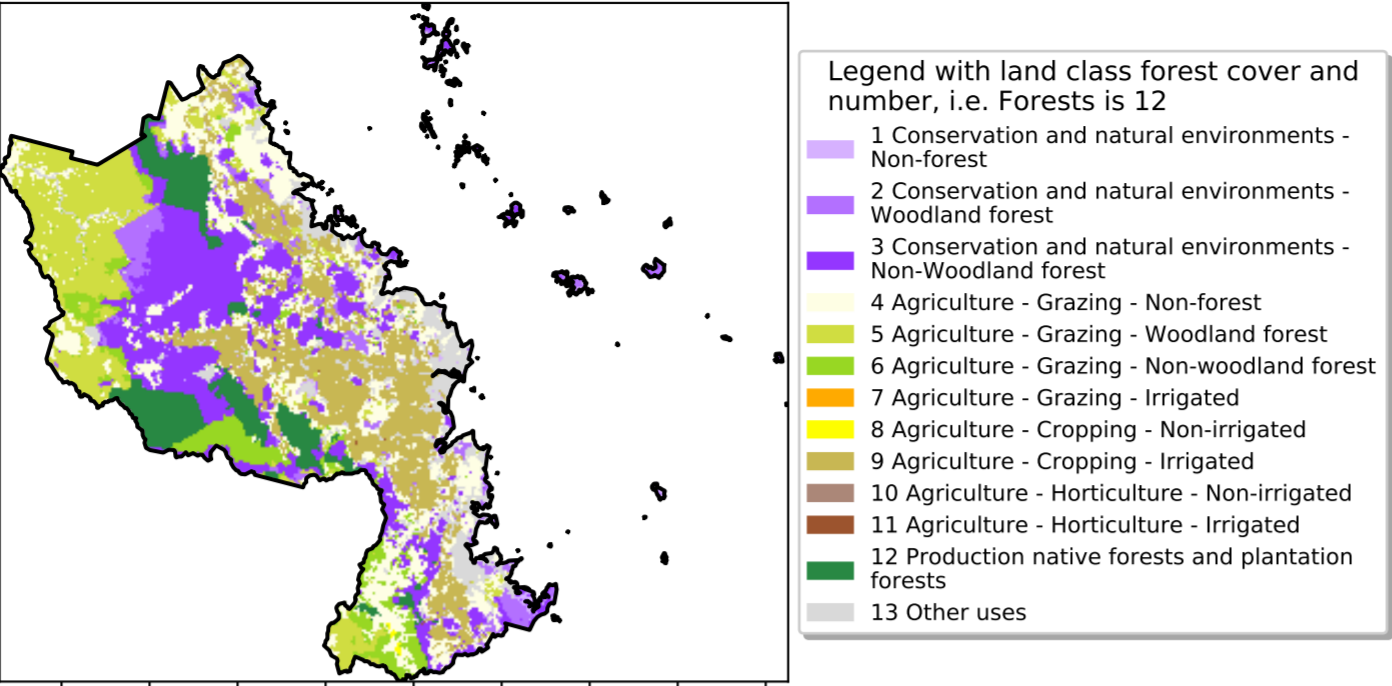 Legend with land class forest cover and
number, i.e. Forests is 12
1 Conservation and natural environments -
Non-forest
2 Conservation and natural environments -
Woodland forest
3 Conservation and natural environments -
Non-Woodland forest
4 Agriculture - Grazing - Non-forest
5 Agriculture - Grazing - Woodland forest
6 Agriculture - Grazing - Non-woodland forest
7 Agriculture - Grazing - Irrigated
8 Agriculture - Cropping - Non-irrigated
9 Agriculture - Cropping - Irrigated
10 Agriculture - Horticulture - Non-irrigated
11 Agriculture - Horticulture - Irrigated
12 Production native forests and plantation
forests
13 Other uses